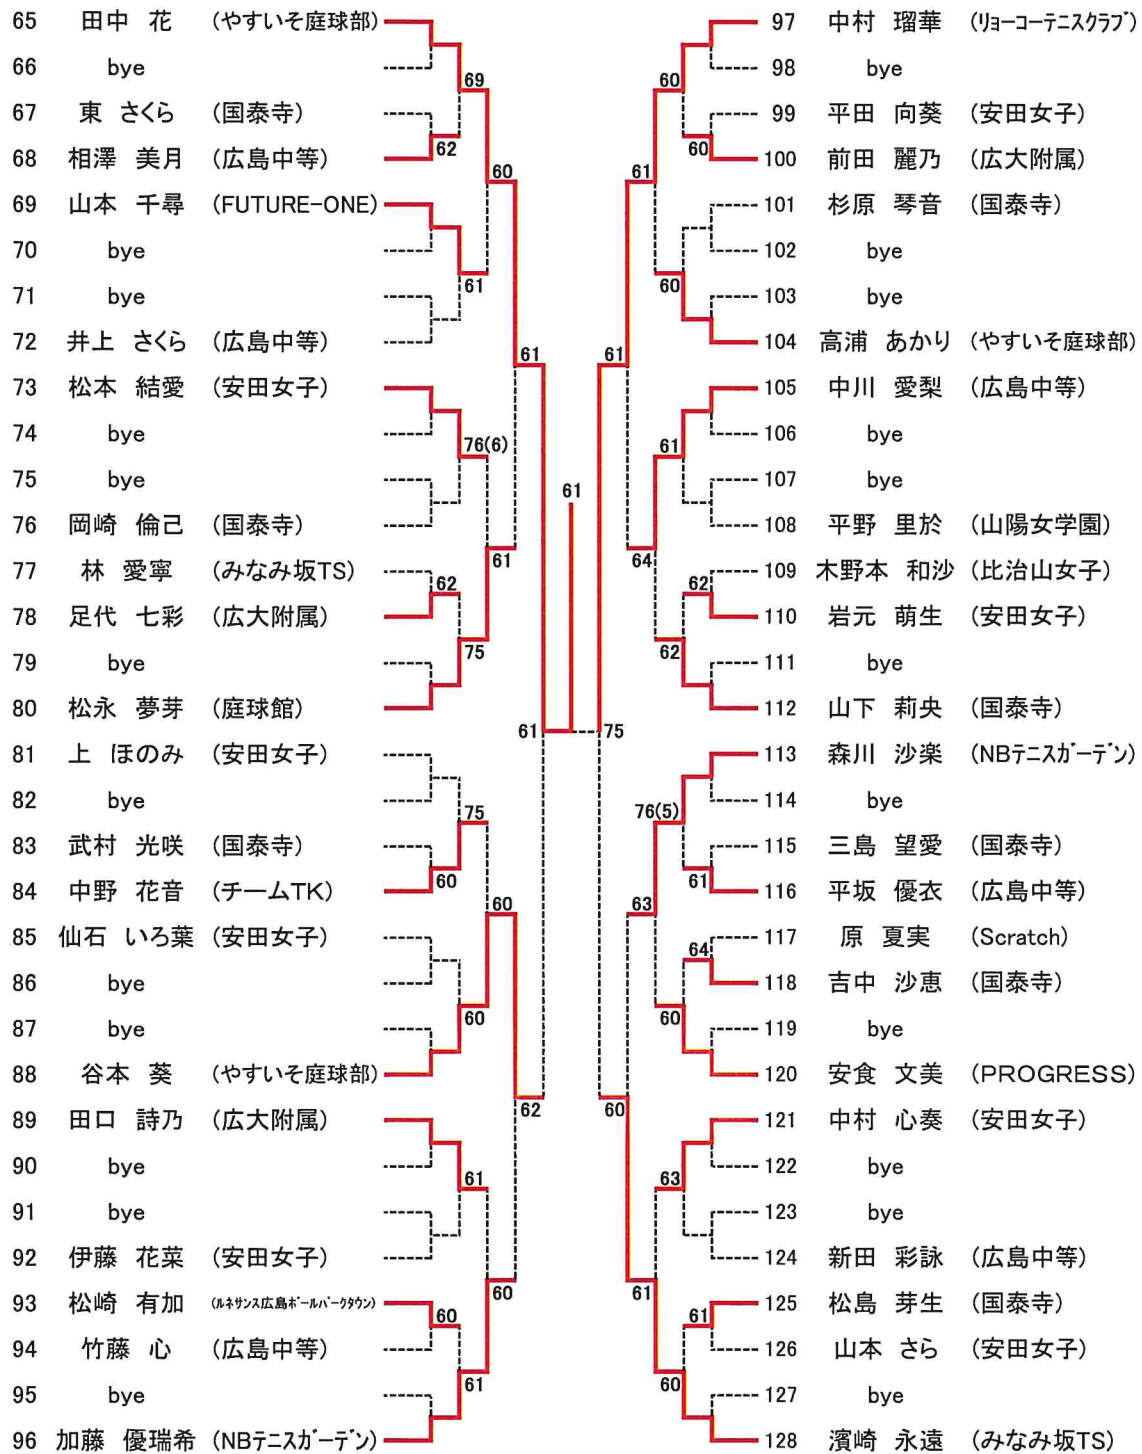 65 田中 花 (やすいそ庭球部)
66 bye
69
67 東 さくら (国泰寺)
62
68 相澤 美月 (広島中等)
60
69 山本 千尋 (FUTURE-ONE)
70 bye
61
71 bye
72 井上 さくら (広島中等)
61
73 松本 結愛 (安田女子)
74 bye
76(6)
75 bye
76 岡崎 倫己 (国泰寺)
61
77 林 愛寧 (みなみ坂TS)
62
78 足代 七彩 (広大附属)
75
79 bye
80 松永 夢芽 (庭球館)
61
81 上 ほのみ (安田女子)
82 bye
75
83 武村 光咲 (国泰寺)
60
84 中野 花音 (チームTK)
60
85 仙石 いろ葉 (安田女子)
86 bye
60
87 bye
88 谷本 葵 (やすいそ庭球部)
62
89 田口 詩乃 (広大附属)
90 bye
61
91 bye
92 伊藤 花菜 (安田女子)
60
93 松崎 有加 (ルネサンス広島ボールパークタウン)
60
94 竹藤 心 (広島中等)
61
95 bye
96 加藤 優瑞希 (NBテニスガーデン)
61
97 中村 瑠華 (リョーコーテニスクラブ)
98 bye
60
99 平田 向葵 (安田女子)
60
100 前田 麗乃 (広大附属)
61
101 杉原 琴音 (国泰寺)
102 bye
60
103 bye
104 高浦 あかり (やすいそ庭球部)
61
105 中川 愛梨 (広島中等)
106 bye
61
107 bye
108 平野 里於 (山陽女学園)
64
109 木野本 和沙 (比治山女子)
62
110 岩元 萌生 (安田女子)
62
111 bye
112 山下 莉央 (国泰寺)
75
113 森川 沙楽 (NBテニスガーデン)
114 bye
76(5)
115 三島 望愛 (国泰寺)
61
116 平坂 優衣 (広島中等)
63
117 原 夏実 (Scratch)
64
118 吉中 沙恵 (国泰寺)
60
119 bye
120 安食 文美 (PROGRESS)
60
121 中村 心奏 (安田女子)
122 bye
63
123 bye
124 新田 彩詠 (広島中等)
61
125 松島 芽生 (国泰寺)
61
126 山本 さら (安田女子)
60
127 bye
128 濱崎 永遠 (みなみ坂TS)